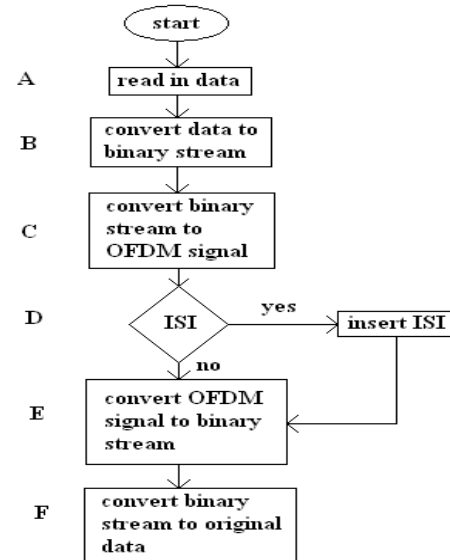 start
A
read in data
B
convert data to
binary stream
C
convert binary
stream to
OFDM signal
D
ISI
yes
insert ISI
no
E
convert OFDM
signal to binary
stream
F
convert binary
stream to original
data